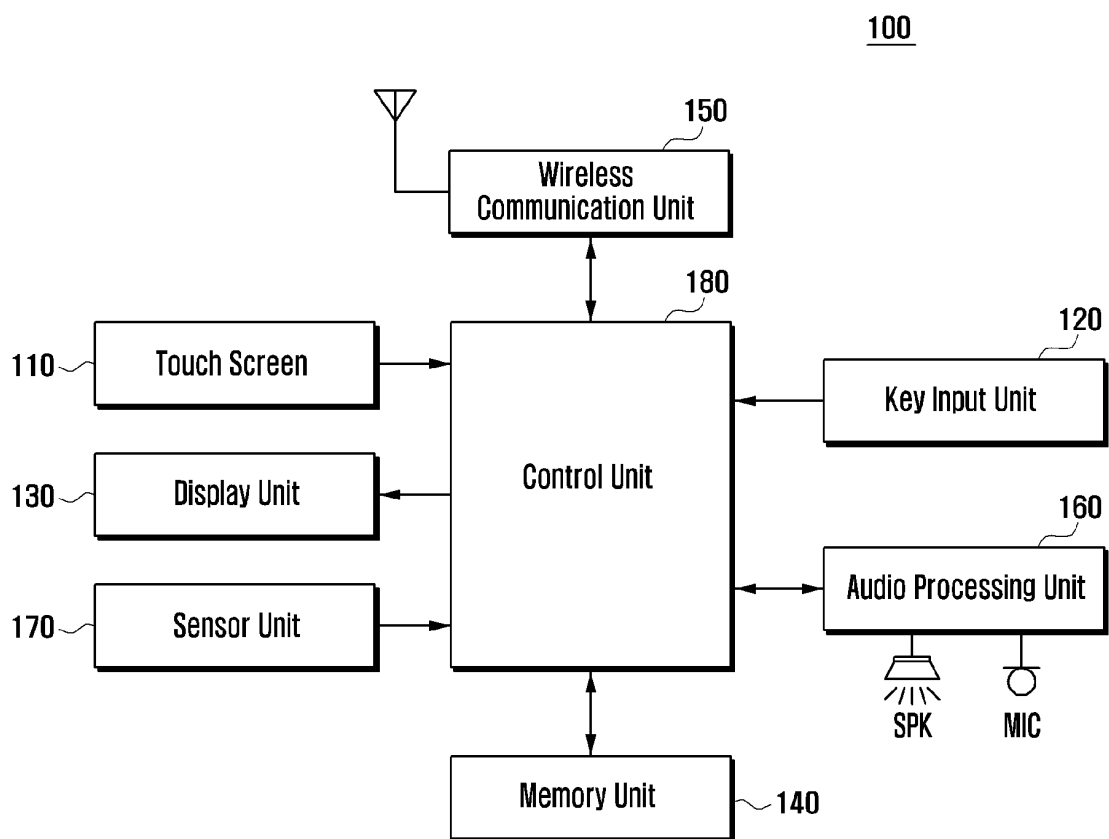 100
150
Wireless
Communication Unit
180
110
Touch Screen
120
Key Input Unit
130
Display Unit
Control Unit
160
Audio Processing Unit
170
Sensor Unit
SPK
MIC
Memory Unit
140